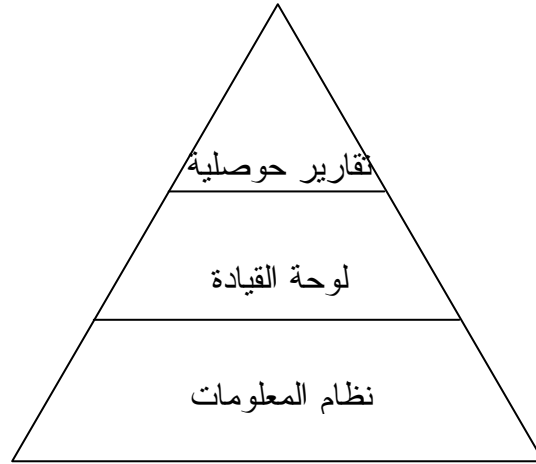 تقارير حوصلية
لوحة القيادة
نظام المعلومات